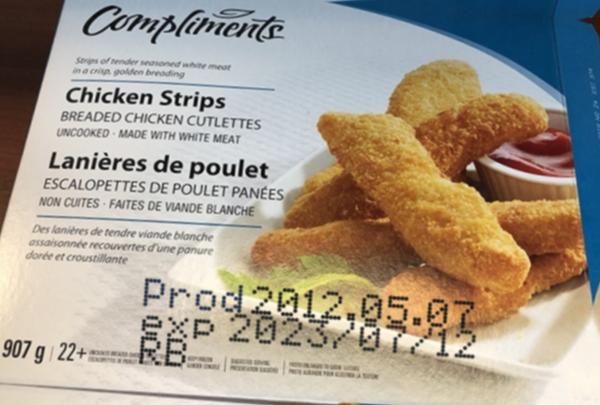 Compliments
Strips of tender seasoned white meat
in a crisp, golden breading
Chicken Strips
BREADED CHICKEN CUTLETTES
UNCOOKED · MADE WITH WHITE MEAT
Lanières de poulet
ESCALOPETTES DE POULET PANÉES
NON CUITES · FAITES DE VIANDE BLANCHE
Des lanières de tendre viande blanche
assaisonnée recouvertes d'une panure
dorée et croustillante
Prod 2012.05.07
exp 2023/07/12
RB
907 g | 22+